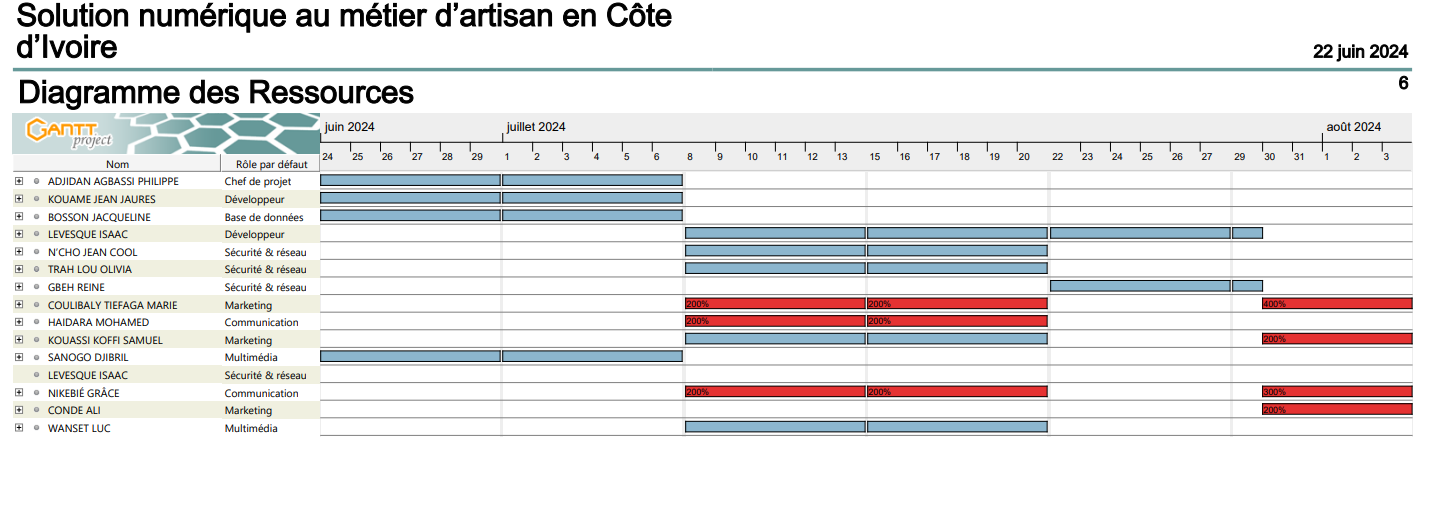 Solution numérique au métier d’artisan en Côte
d’Ivoire
22 juin 2024
6
Diagramme des Ressources
GANTT project
juin 2024 juillet 2024 août 2024
24 25 26 27 28 29 1 2 3 4 5 6 8 9 10 11 12 13 15 16 17 18 19 20 22 23 24 25 26 27 29 30 31 1 2 3
Nom Rôle par défaut
ADJIDAN AGBASSI PHILIPPE Chef de projet
KOUAME JEAN JAURES Développeur
BOSSON JACQUELINE Base de données
LEVESQUE ISAAC Développeur
N'CHO JEAN COOL Sécurité & réseau
TRAH LOU OLIVIA Sécurité & réseau
GBEH REINE Sécurité & réseau
COULIBALY TIEFAGA MARIE Marketing 200% 200% 400%
HAIDARA MOHAMED Communication 200% 200%
KOUASSI KOFFI SAMUEL Marketing 200%
SANOGO DJIBRIL Multimédia
LEVESQUE ISAAC Sécurité & réseau
NIKEBIÉ GRÂCE Communication 200% 200% 300%
CONDE ALI Marketing 200%
WANSET LUC Multimédia